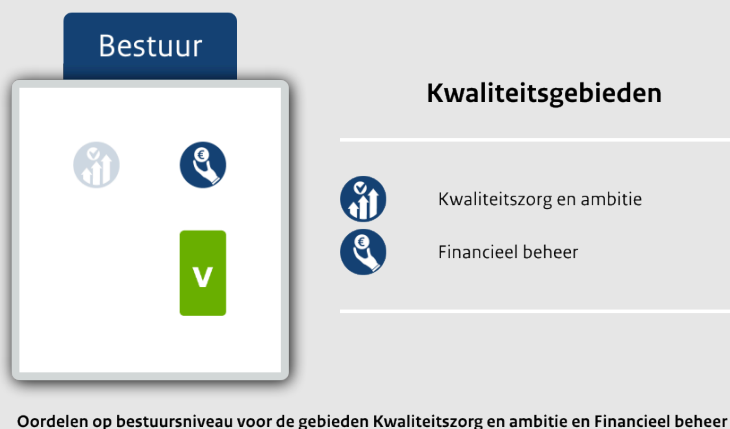 Bestuur
Kwaliteitsgebieden
Kwaliteitszorg en ambitie
Financieel beheer
V
Oordelen op bestuursniveau voor de gebieden Kwaliteitszorg en ambitie en Financieel beheer